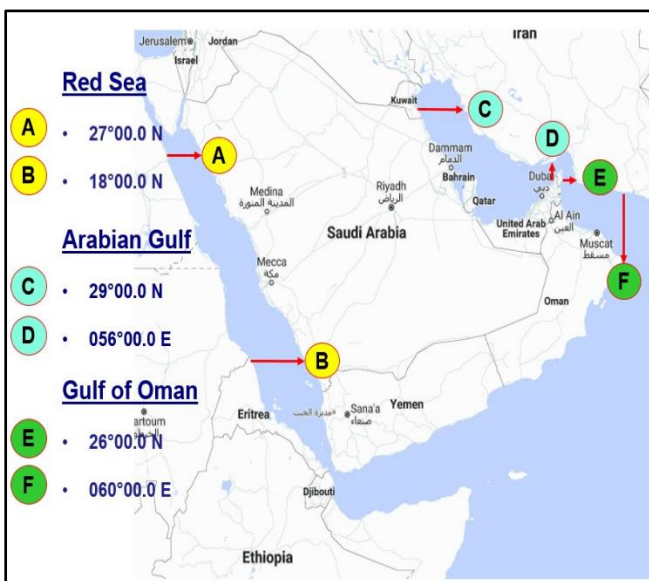 Red Sea
A • 27°00.0 N
B • 18°00.0 N
Arabian Gulf
C • 29°00.0 N
D • 056°00.0 E
Gulf of Oman
E • 26°00.0 N
F • 060°00.0 E
Jerusalem
Jordan
Israel
Iran
Kuwait
C
A
D
E
Dammam
الدمام
Bahrain
Qatar
Dubai
دبي
Medina
المدينة المنورة
Riyadh
الرياض
Saudi Arabia
United Arab
Emirates
Al Ain
العين
Muscat
مسقط
Mecca
مكة
F
Oman
B
Sana'a
صنعاء
Yemen
Eritrea
artoum
Djibouti
Ethiopia